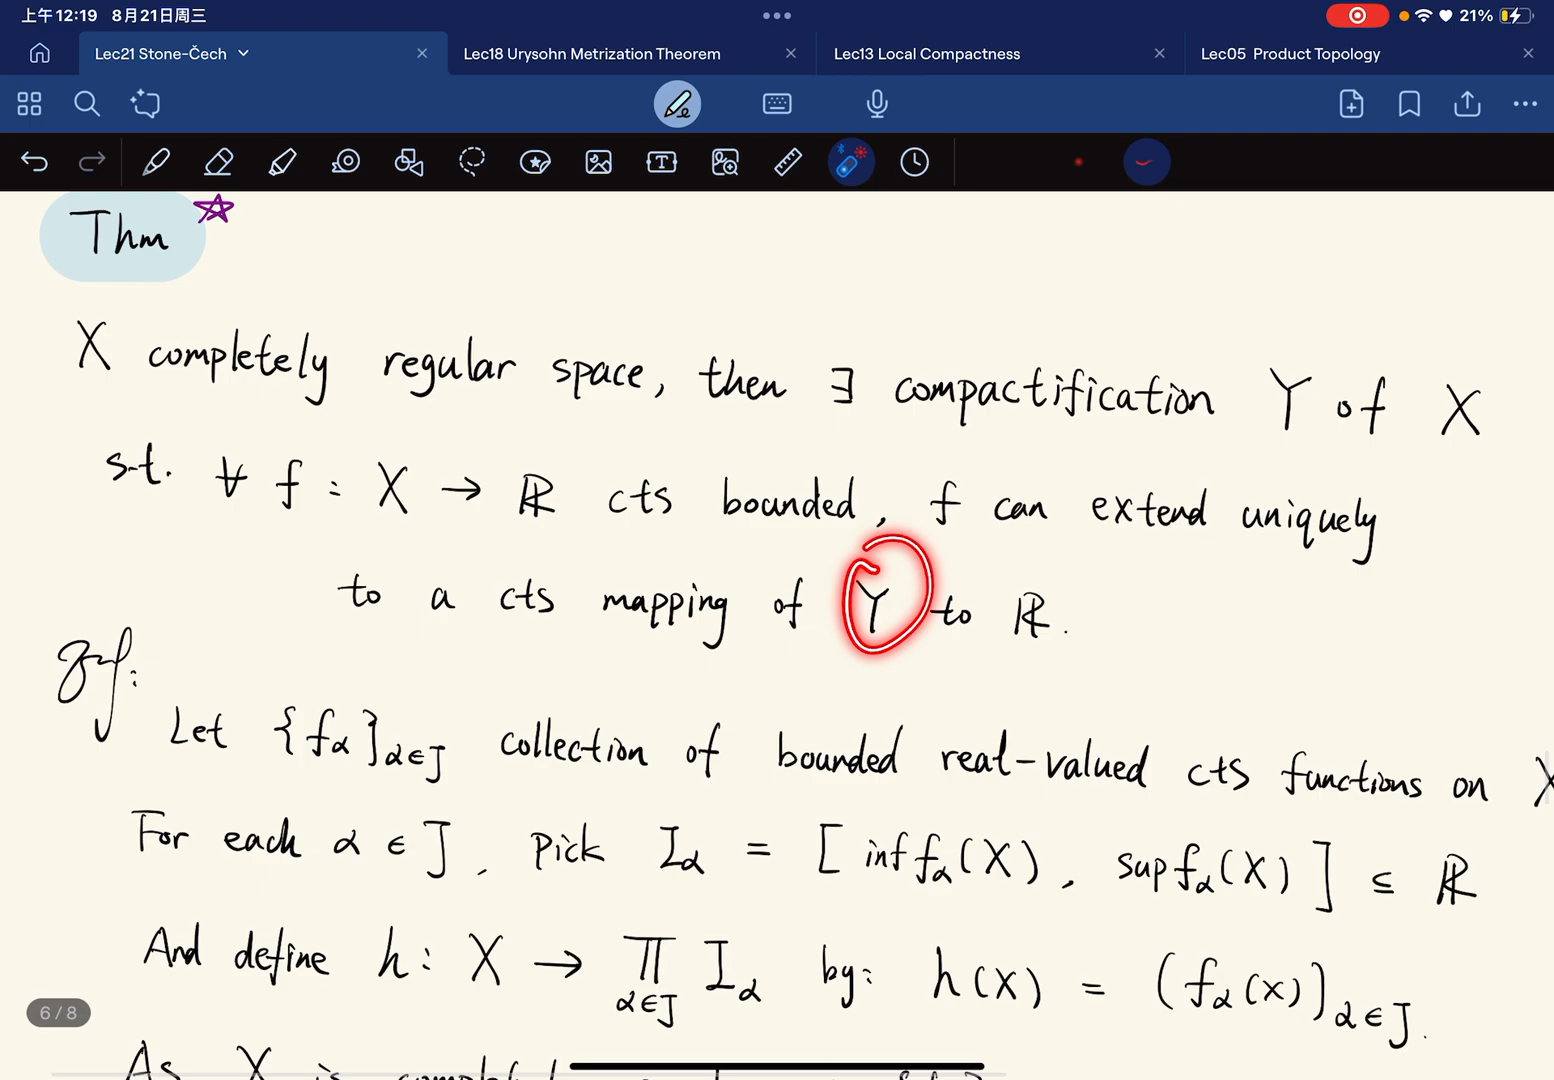 上午12:19 8月21日周三
21%
Lec21 Stone-Čech
Lec18 Urysohn Metrization Theorem
Lec13 Local Compactness
Lec05 Product Topology
Thm
X completely regular space, then ∃ compactification Y of X
s.t. ∀ f : X → ℝ cts bounded, f can extend uniquely
to a cts mapping of Y to ℝ.
Prf:
Let {fα}α∈J collection of bounded real-valued cts functions on X
For each α ∈ J, pick Iα = [inf fα(X), sup fα(X)] ⊆ ℝ
And define h: X → ∏α∈J Iα by: h(x) = (fα(x))α∈J.
6 / 8
As X is